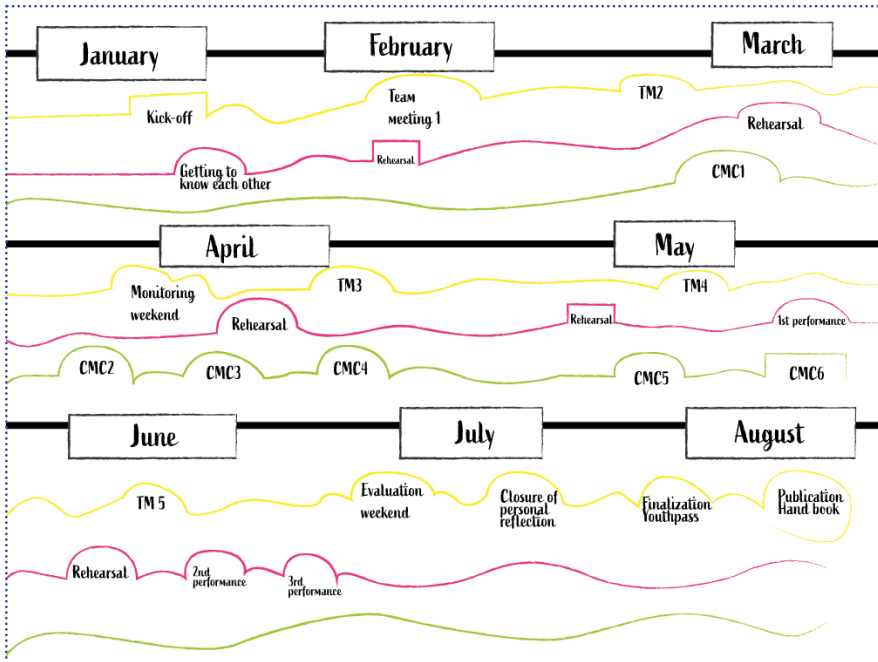 January
February
March
Kick-off
Team
meeting 1
TM2
Getting to
know each other
Rehearsal
Rehearsal
CMC1
April
May
Monitoring
weekend
TM3
TM4
Rehearsal
Rehearsal
1st performance
CMC2
CMC3
CMC4
CMC5
CMC6
June
July
August
TM 5
Evaluation
weekend
Closure of
personal
reflection
Finalization
Youthpass
Publication
Hand book
Rehearsal
2nd
performance
3rd
performance